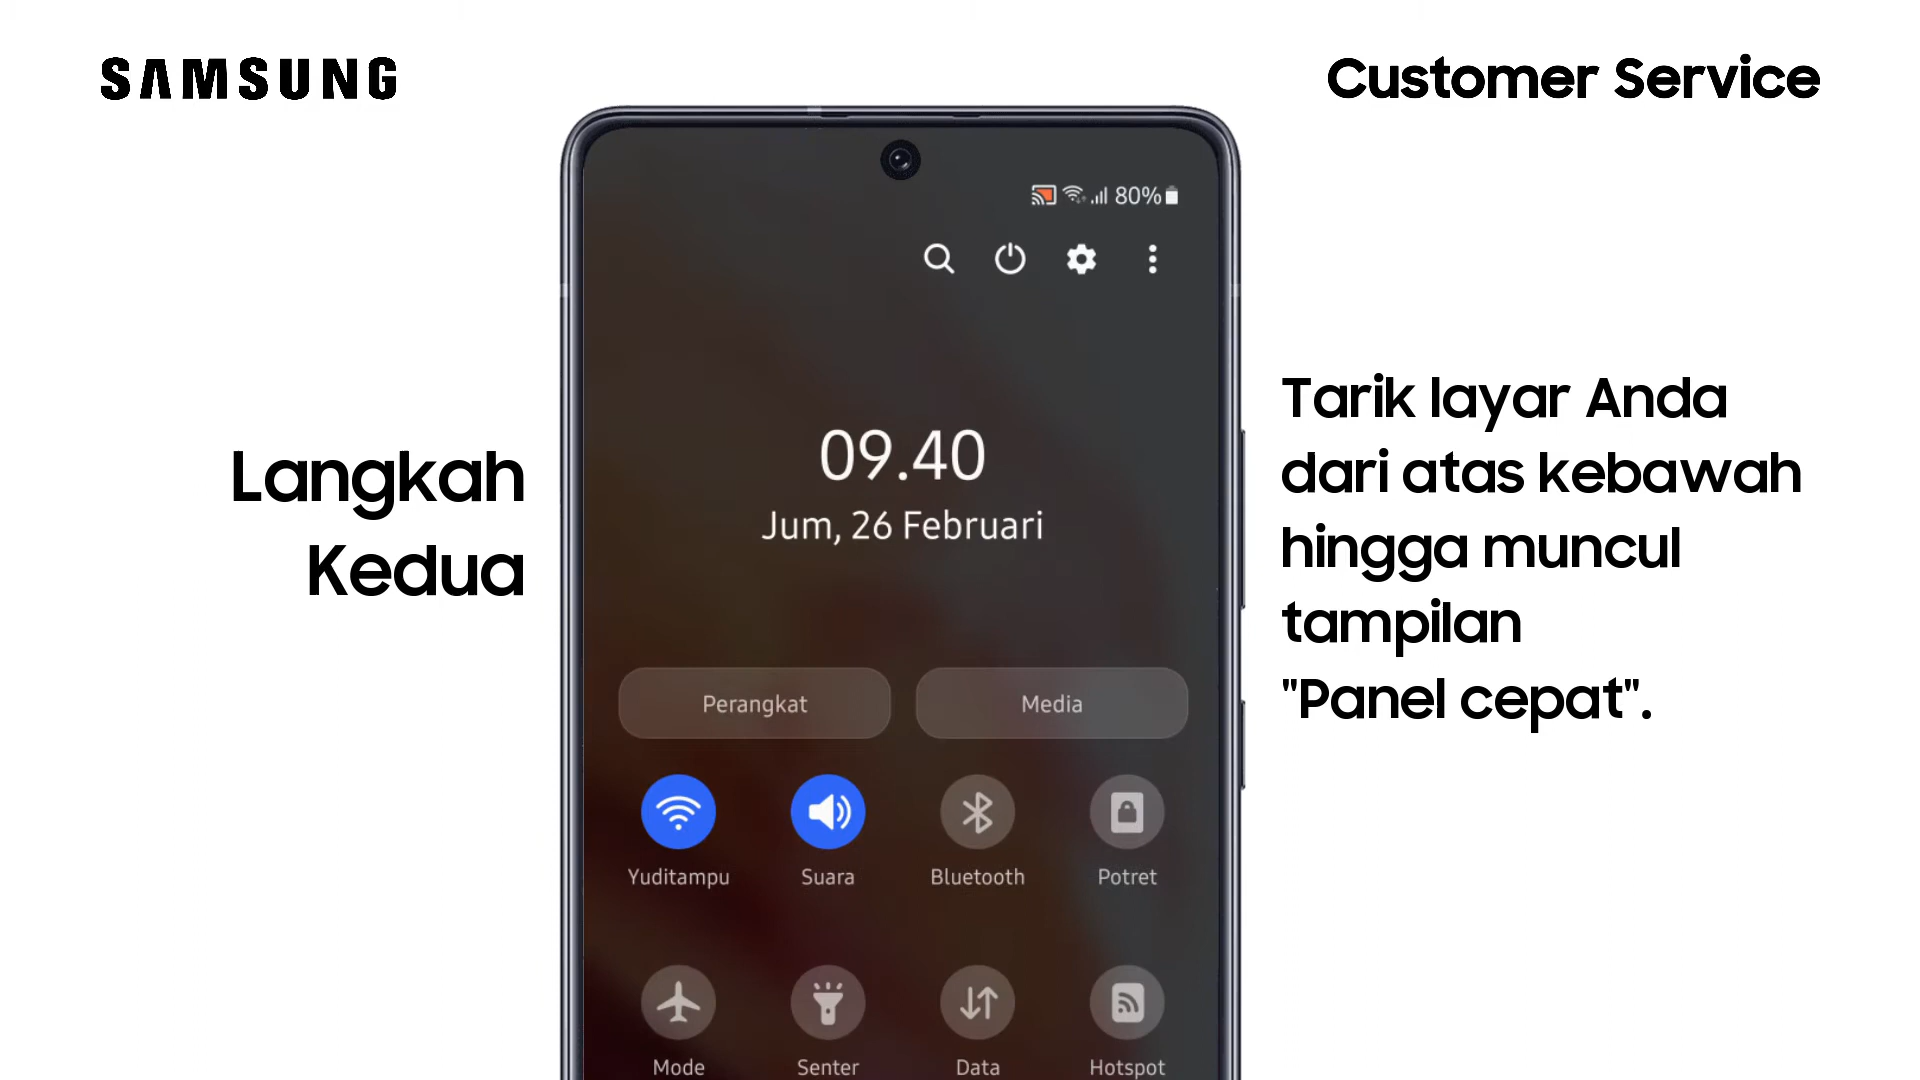 SAMSUNG
Customer Service
80%
09.40
Jum, 26 Februari
Langkah
Kedua
Tarik layar Anda
dari atas kebawah
hingga muncul
tampilan
"Panel cepat".
Perangkat
Media
Yuditampu
Suara
Bluetooth
Potret
Mode
Senter
Data
Hotspot